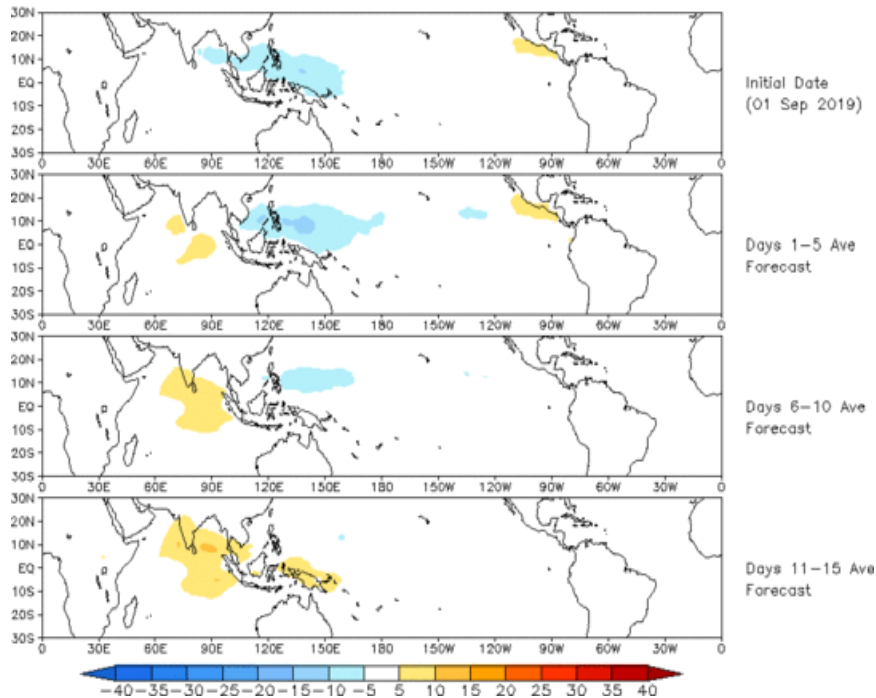 30N
20N
10N
EQ
10S
20S
30S
0 30E 60E 90E 120E 150E 180 150W 120W 90W 60W 30W 0
Initial Date
(01 Sep 2019)
30N
20N
10N
EQ
10S
20S
30S
0 30E 60E 90E 120E 150E 180 150W 120W 90W 60W 30W 0
Days 1-5 Ave
Forecast
30N
20N
10N
EQ
10S
20S
30S
0 30E 60E 90E 120E 150E 180 150W 120W 90W 60W 30W 0
Days 6-10 Ave
Forecast
30N
20N
10N
EQ
10S
20S
30S
0 30E 60E 90E 120E 150E 180 150W 120W 90W 60W 30W 0
Days 11-15 Ave
Forecast
-40 -35 -30 -25 -20 -15 -10 -5 5 10 15 20 25 30 35 40